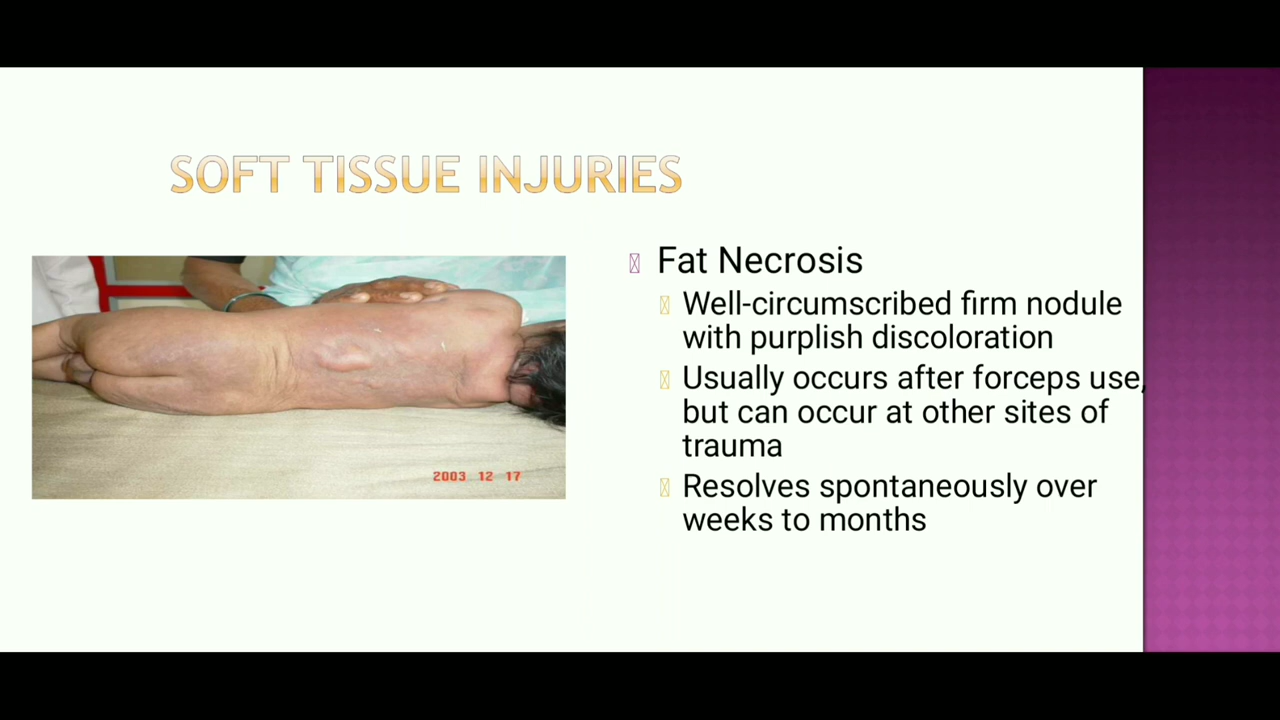 SOFT TISSUE INJURIES
Fat Necrosis
Well-circumscribed firm nodule
with purplish discoloration
Usually occurs after forceps use,
but can occur at other sites of
trauma
Resolves spontaneously over
weeks to months
2003 12 17